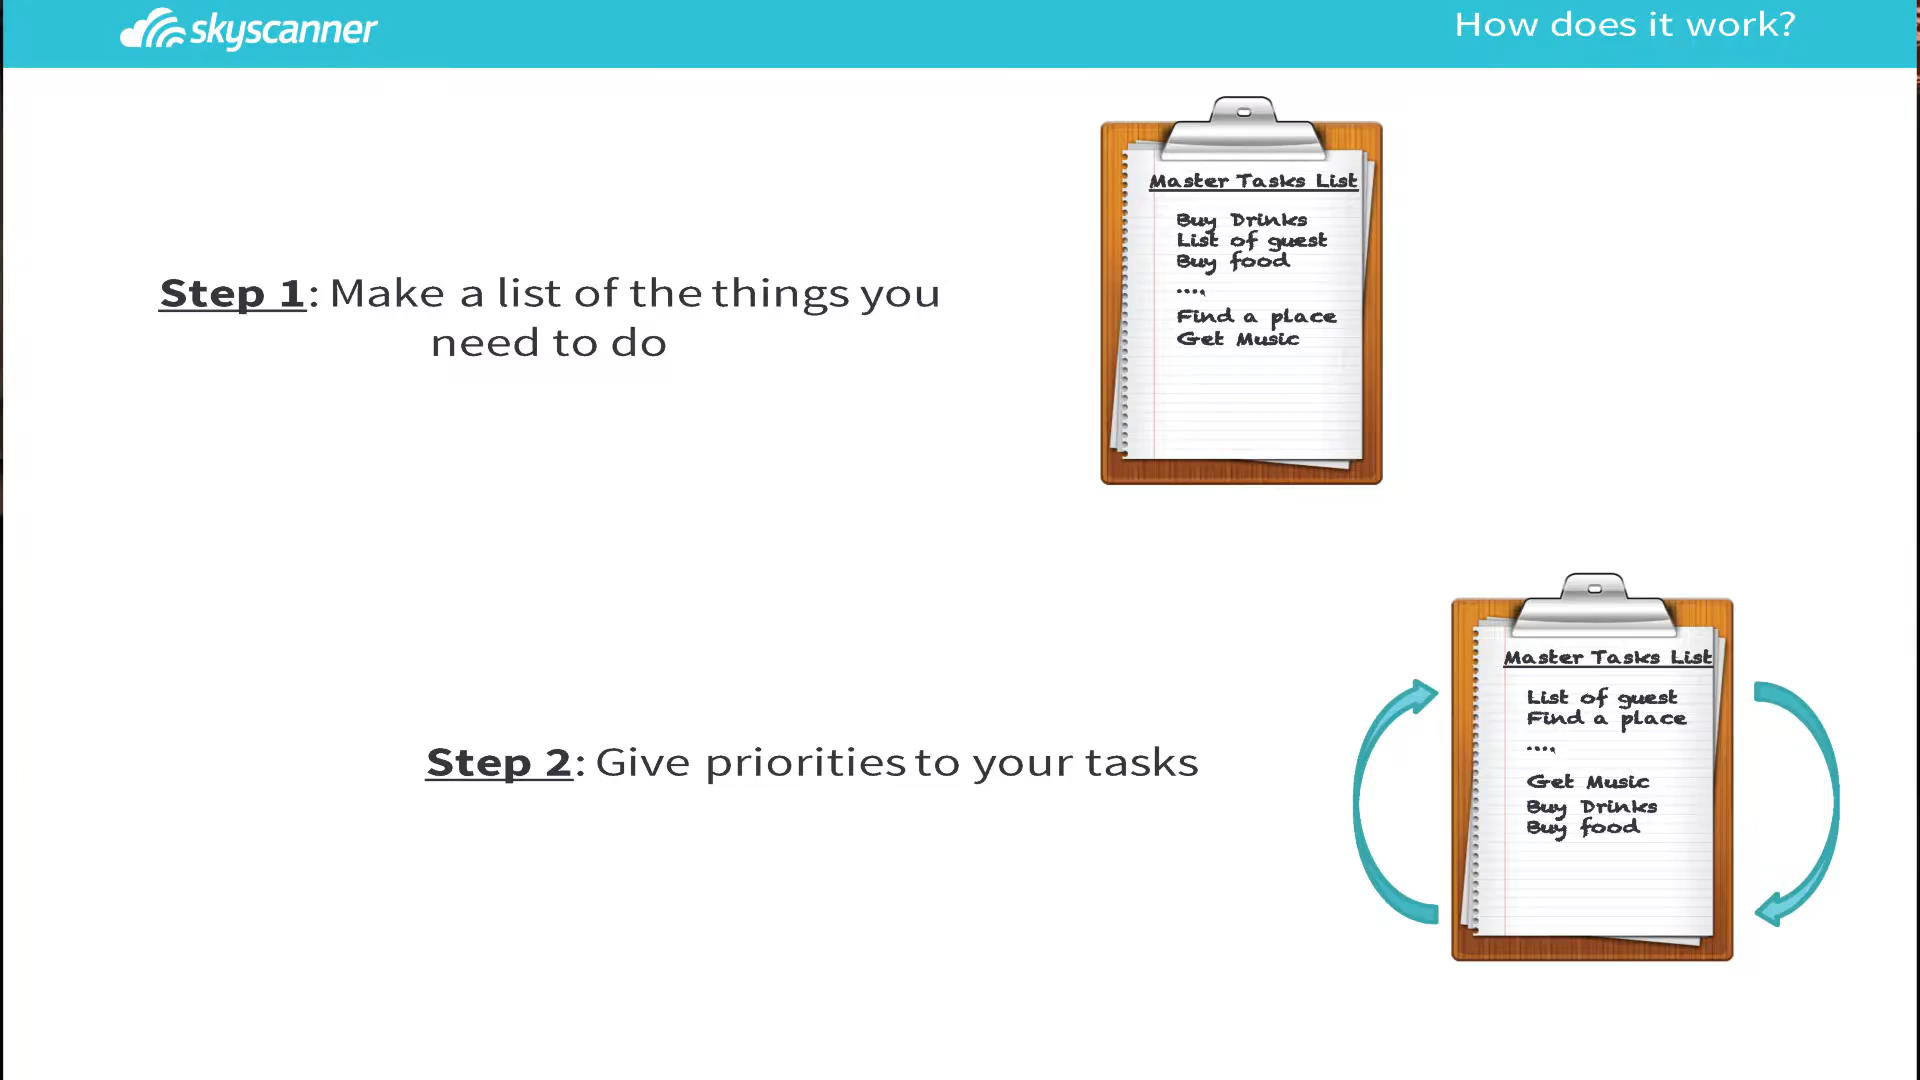 skyscanner
How does it work?
Master Tasks List
Buy Drinks
List of guest
Buy food
....
Find a place
Get Music
Step 1: Make a list of the things you
need to do
Master Tasks List
List of guest
Find a place
....
Get Music
Buy Drinks
Buy food
Step 2: Give priorities to your tasks